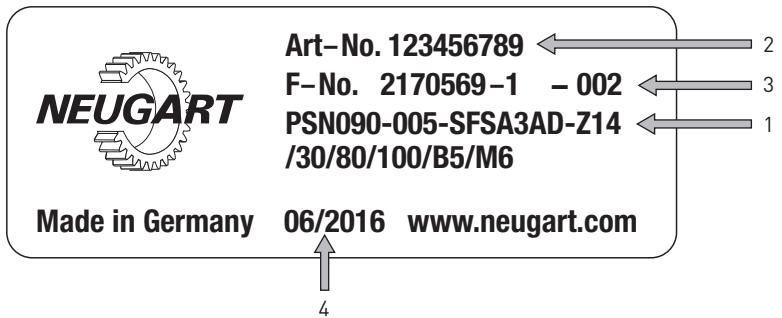 Art-No. 123456789
2
F-No. 2170569-1 - 002
3
NEUGART
PSN090-005-SFSA3AD-Z14
1
/30/80/100/B5/M6
Made in Germany 06/2016 www.neugart.com
4